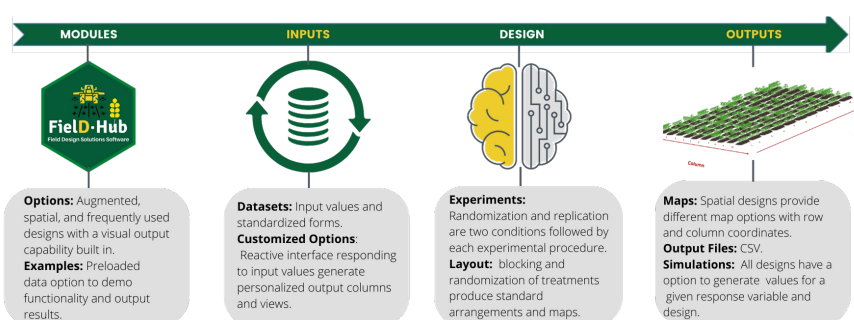 MODULES
INPUTS
DESIGN
OUTPUTS
FielD-Hub
Field Design Solutions Software
Column
Options: Augmented,
spatial, and frequently used
designs with a visual output
capability built in.
Examples: Preloaded
data option to demo
functionality and output
results.
Datasets: Input values and
standardized forms.
Customized Options:
Reactive interface responding
to input values generate
personalized output columns
and views.
Experiments:
Randomization and replication
are two conditions followed by
each experimental procedure.
Layout: blocking and
randomization of treatments
produce standard
arrangements and maps.
Maps: Spatial designs provide
different map options with row
and column coordinates.
Output Files: CSV.
Simulations: All designs have a
option to generate values for a
given response variable and
design.